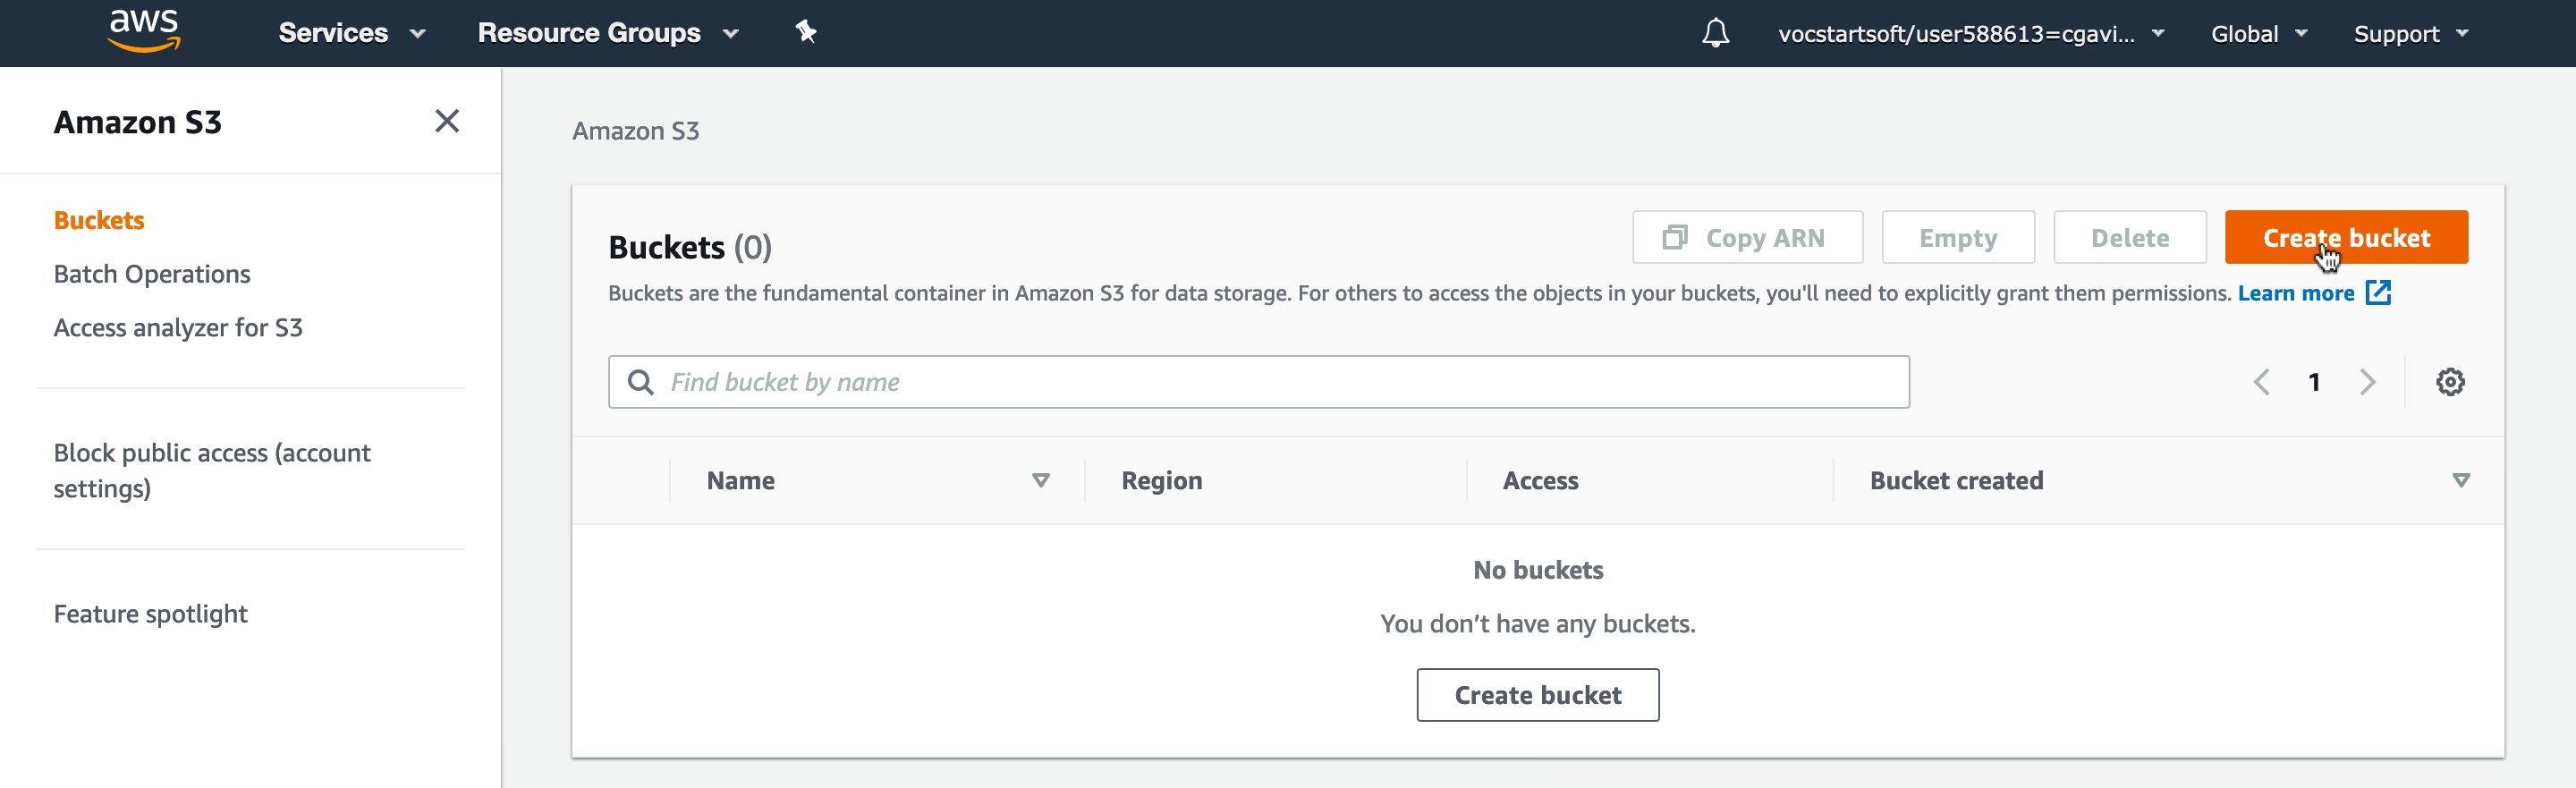 aws
Services
Resource Groups
vocstartsoft/user588613=cgavi...
Global
Support
Amazon S3
Buckets
Batch Operations
Access analyzer for S3
Block public access (account
settings)
Feature spotlight
Amazon S3
Buckets (0)
Copy ARN
Empty
Delete
Create bucket
Buckets are the fundamental container in Amazon S3 for data storage. For others to access the objects in your buckets, you'll need to explicitly grant them permissions. Learn more
Find bucket by name
1
Name
Region
Access
Bucket created
No buckets
You don’t have any buckets.
Create bucket